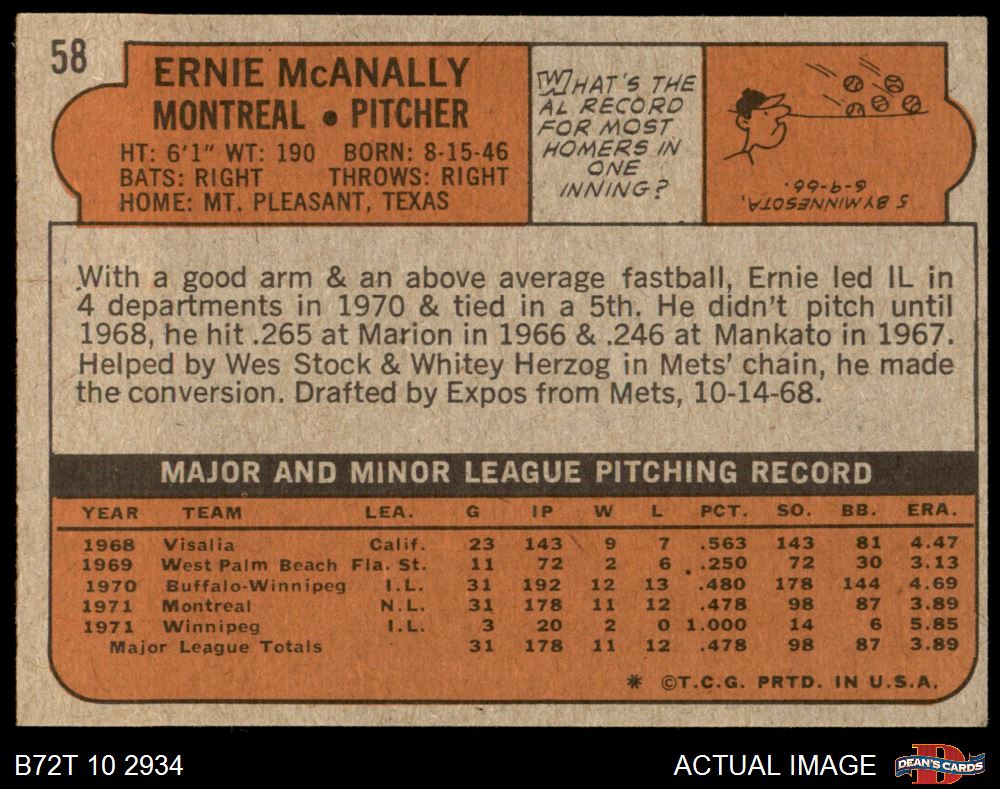 58
ERNIE McANALLY
MONTREAL • PITCHER
HT: 6'1" WT: 190 BORN: 8-15-46
BATS: RIGHT THROWS: RIGHT
HOME: MT. PLEASANT, TEXAS
WHAT'S THE
AL RECORD
FOR MOST
HOMERS IN
ONE
INNING?
5 BY MINNESOTA,
6-9-66.
With a good arm & an above average fastball, Ernie led IL in
4 departments in 1970 & tied in a 5th. He didn't pitch until
1968, he hit .265 at Marion in 1966 & .246 at Mankato in 1967.
Helped by Wes Stock & Whitey Herzog in Mets' chain, he made
the conversion. Drafted by Expos from Mets, 10-14-68.
MAJOR AND MINOR LEAGUE PITCHING RECORD
YEAR TEAM LEA. G IP W L PCT. SO. BB. ERA.
1968 Visalia Calif. 23 143 9 7 .563 143 81 4.47
1969 West Palm Beach Fla. St. 11 72 2 6 .250 72 30 3.13
1970 Buffalo-Winnipeg I.L. 31 192 12 13 .480 178 144 4.69
1971 Montreal N.L. 31 178 11 12 .478 98 87 3.89
1971 Winnipeg I.L. 3 20 2 0 1.000 14 6 5.85
Major League Totals 31 178 11 12 .478 98 87 3.89
* ©T.C.G. PRTD. IN U.S.A.
B72T 10 2934
ACTUAL IMAGE
D
DEAN'S CARDS